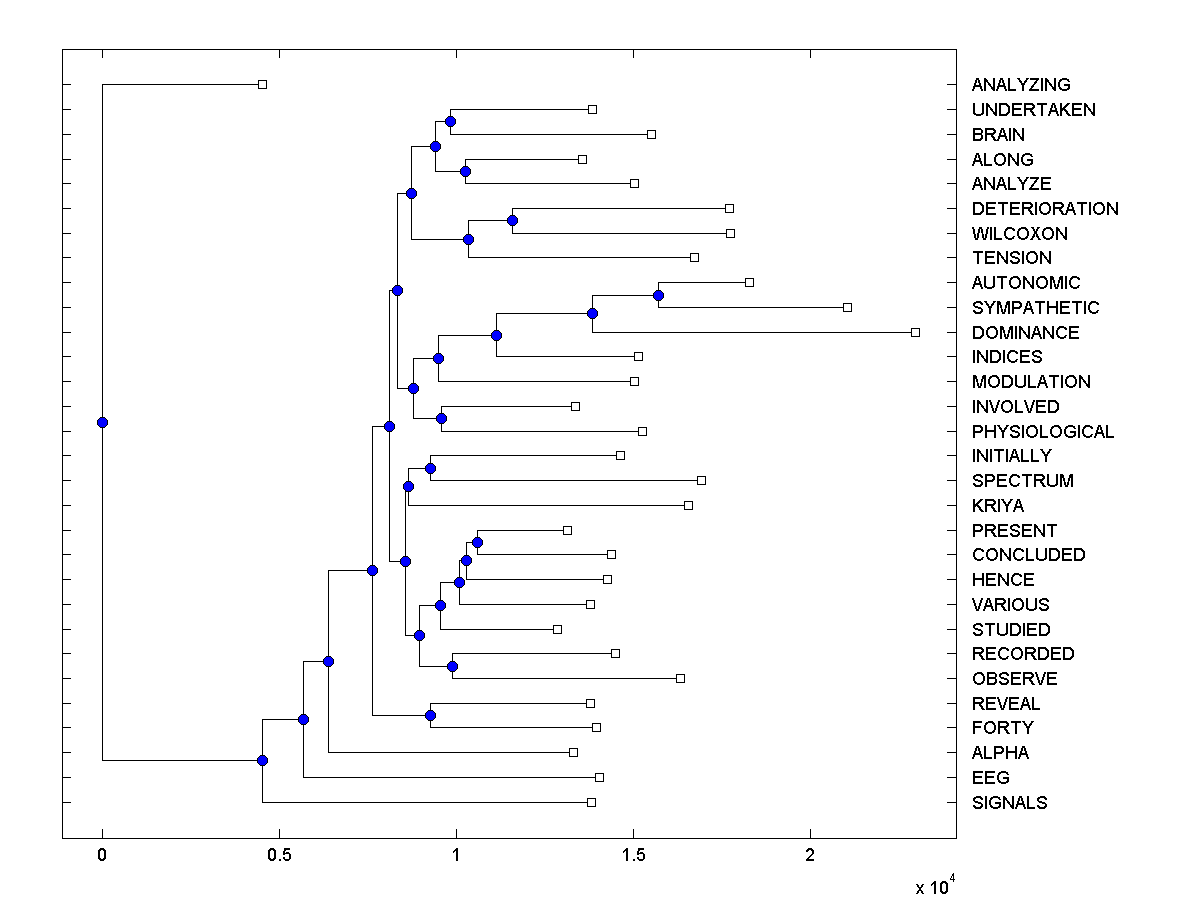 ANALYZING
UNDERTAKEN
BRAIN
ALONG
ANALYZE
DETERIORATION
WILCOXON
TENSION
AUTONOMIC
SYMPATHETIC
DOMINANCE
INDICES
MODULATION
INVOLVED
PHYSIOLOGICAL
INITIALLY
SPECTRUM
KRIYA
PRESENT
CONCLUDED
HENCE
VARIOUS
STUDIED
RECORDED
OBSERVE
REVEAL
FORTY
ALPHA
EEG
SIGNALS
0 0.5 1 1.5 2
x 10^4